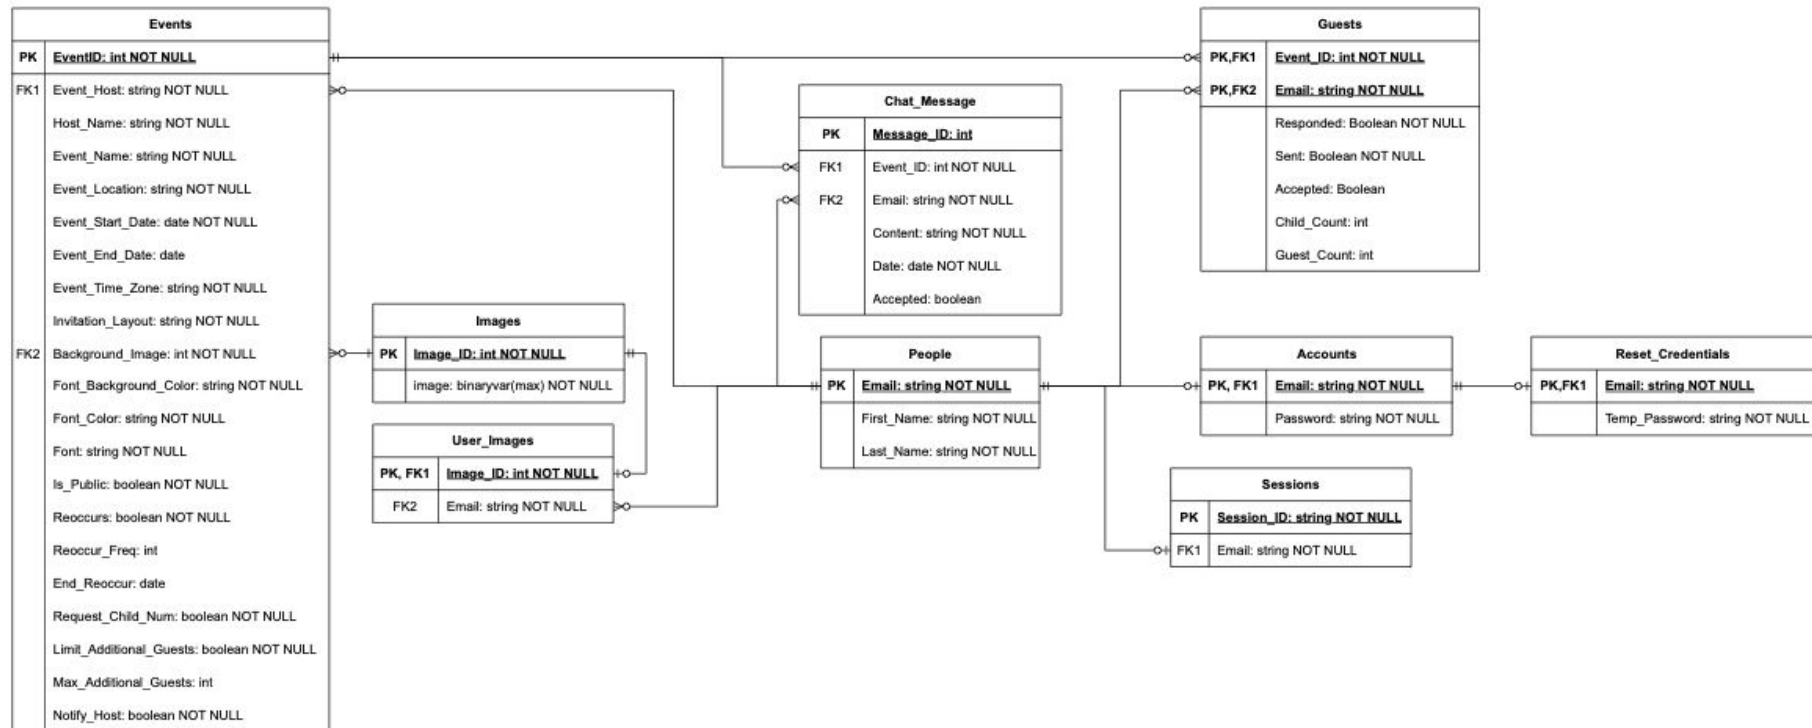 Events
PK EventID: int NOT NULL
FK1 Event_Host: string NOT NULL
Host_Name: string NOT NULL
Event_Name: string NOT NULL
Event_Location: string NOT NULL
Event_Start_Date: date NOT NULL
Event_End_Date: date
Event_Time_Zone: string NOT NULL
Invitation_Layout: string NOT NULL
FK2 Background_Image: int NOT NULL
Font_Background_Color: string NOT NULL
Font_Color: string NOT NULL
Font: string NOT NULL
Is_Public: boolean NOT NULL
Reoccurs: boolean NOT NULL
Reoccur_Freq: int
End_Reoccur: date
Request_Child_Num: boolean NOT NULL
Limit_Additional_Guests: boolean NOT NULL
Max_Additional_Guests: int
Notify_Host: boolean NOT NULL
Images
PK Image_ID: int NOT NULL
image: binaryvar(max) NOT NULL
User_Images
PK, FK1 Image_ID: int NOT NULL
FK2 Email: string NOT NULL
Chat_Message
PK Message_ID: int
FK1 Event_ID: int NOT NULL
FK2 Email: string NOT NULL
Content: string NOT NULL
Date: date NOT NULL
Accepted: boolean
People
PK Email: string NOT NULL
First_Name: string NOT NULL
Last_Name: string NOT NULL
Guests
PK,FK1 Event_ID: int NOT NULL
PK,FK2 Email: string NOT NULL
Responded: Boolean NOT NULL
Sent: Boolean NOT NULL
Accepted: Boolean
Child_Count: int
Guest_Count: int
Accounts
PK, FK1 Email: string NOT NULL
Password: string NOT NULL
Reset_Credentials
PK,FK1 Email: string NOT NULL
Temp_Password: string NOT NULL
Sessions
PK Session_ID: string NOT NULL
FK1 Email: string NOT NULL